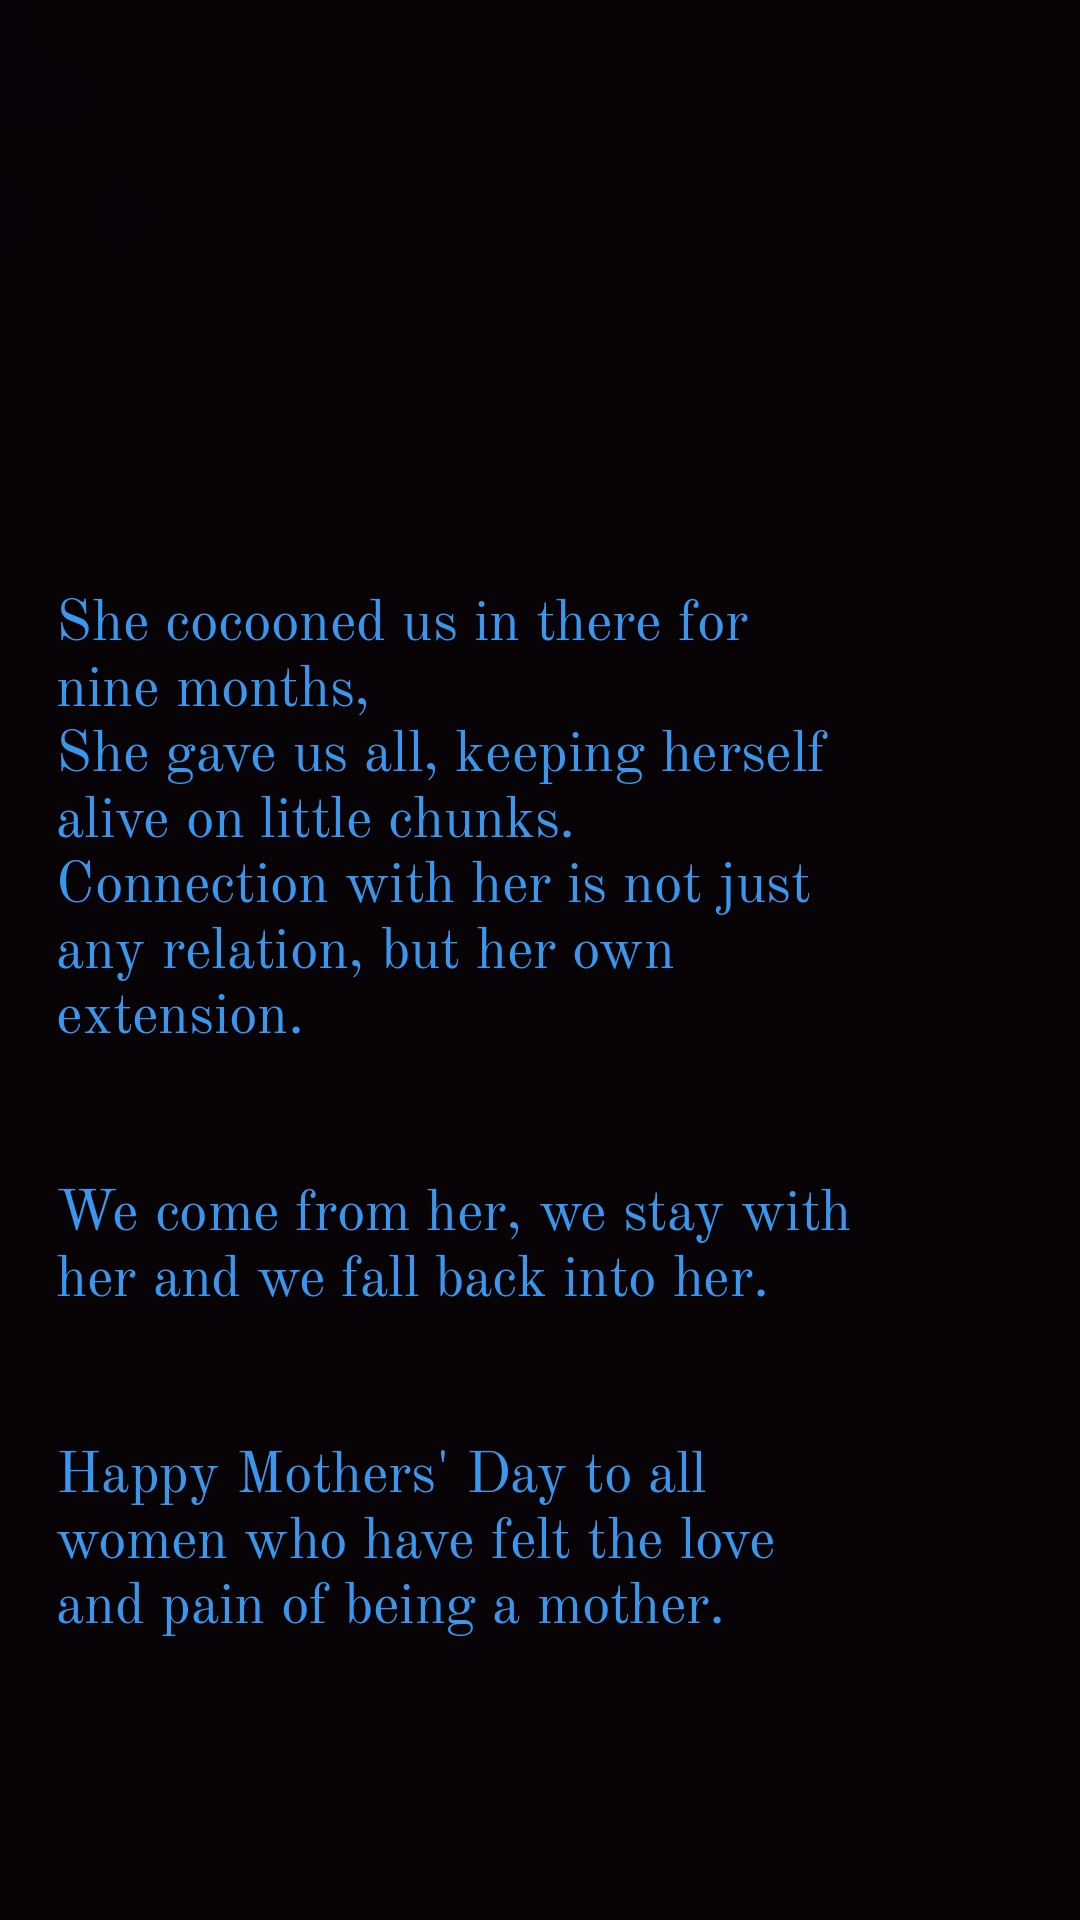 She cocooned us in there for
nine months,
She gave us all, keeping herself
alive on little chunks.
Connection with her is not just
any relation, but her own
extension.
We come from her, we stay with
her and we fall back into her.
Happy Mothers' Day to all
women who have felt the love
and pain of being a mother.